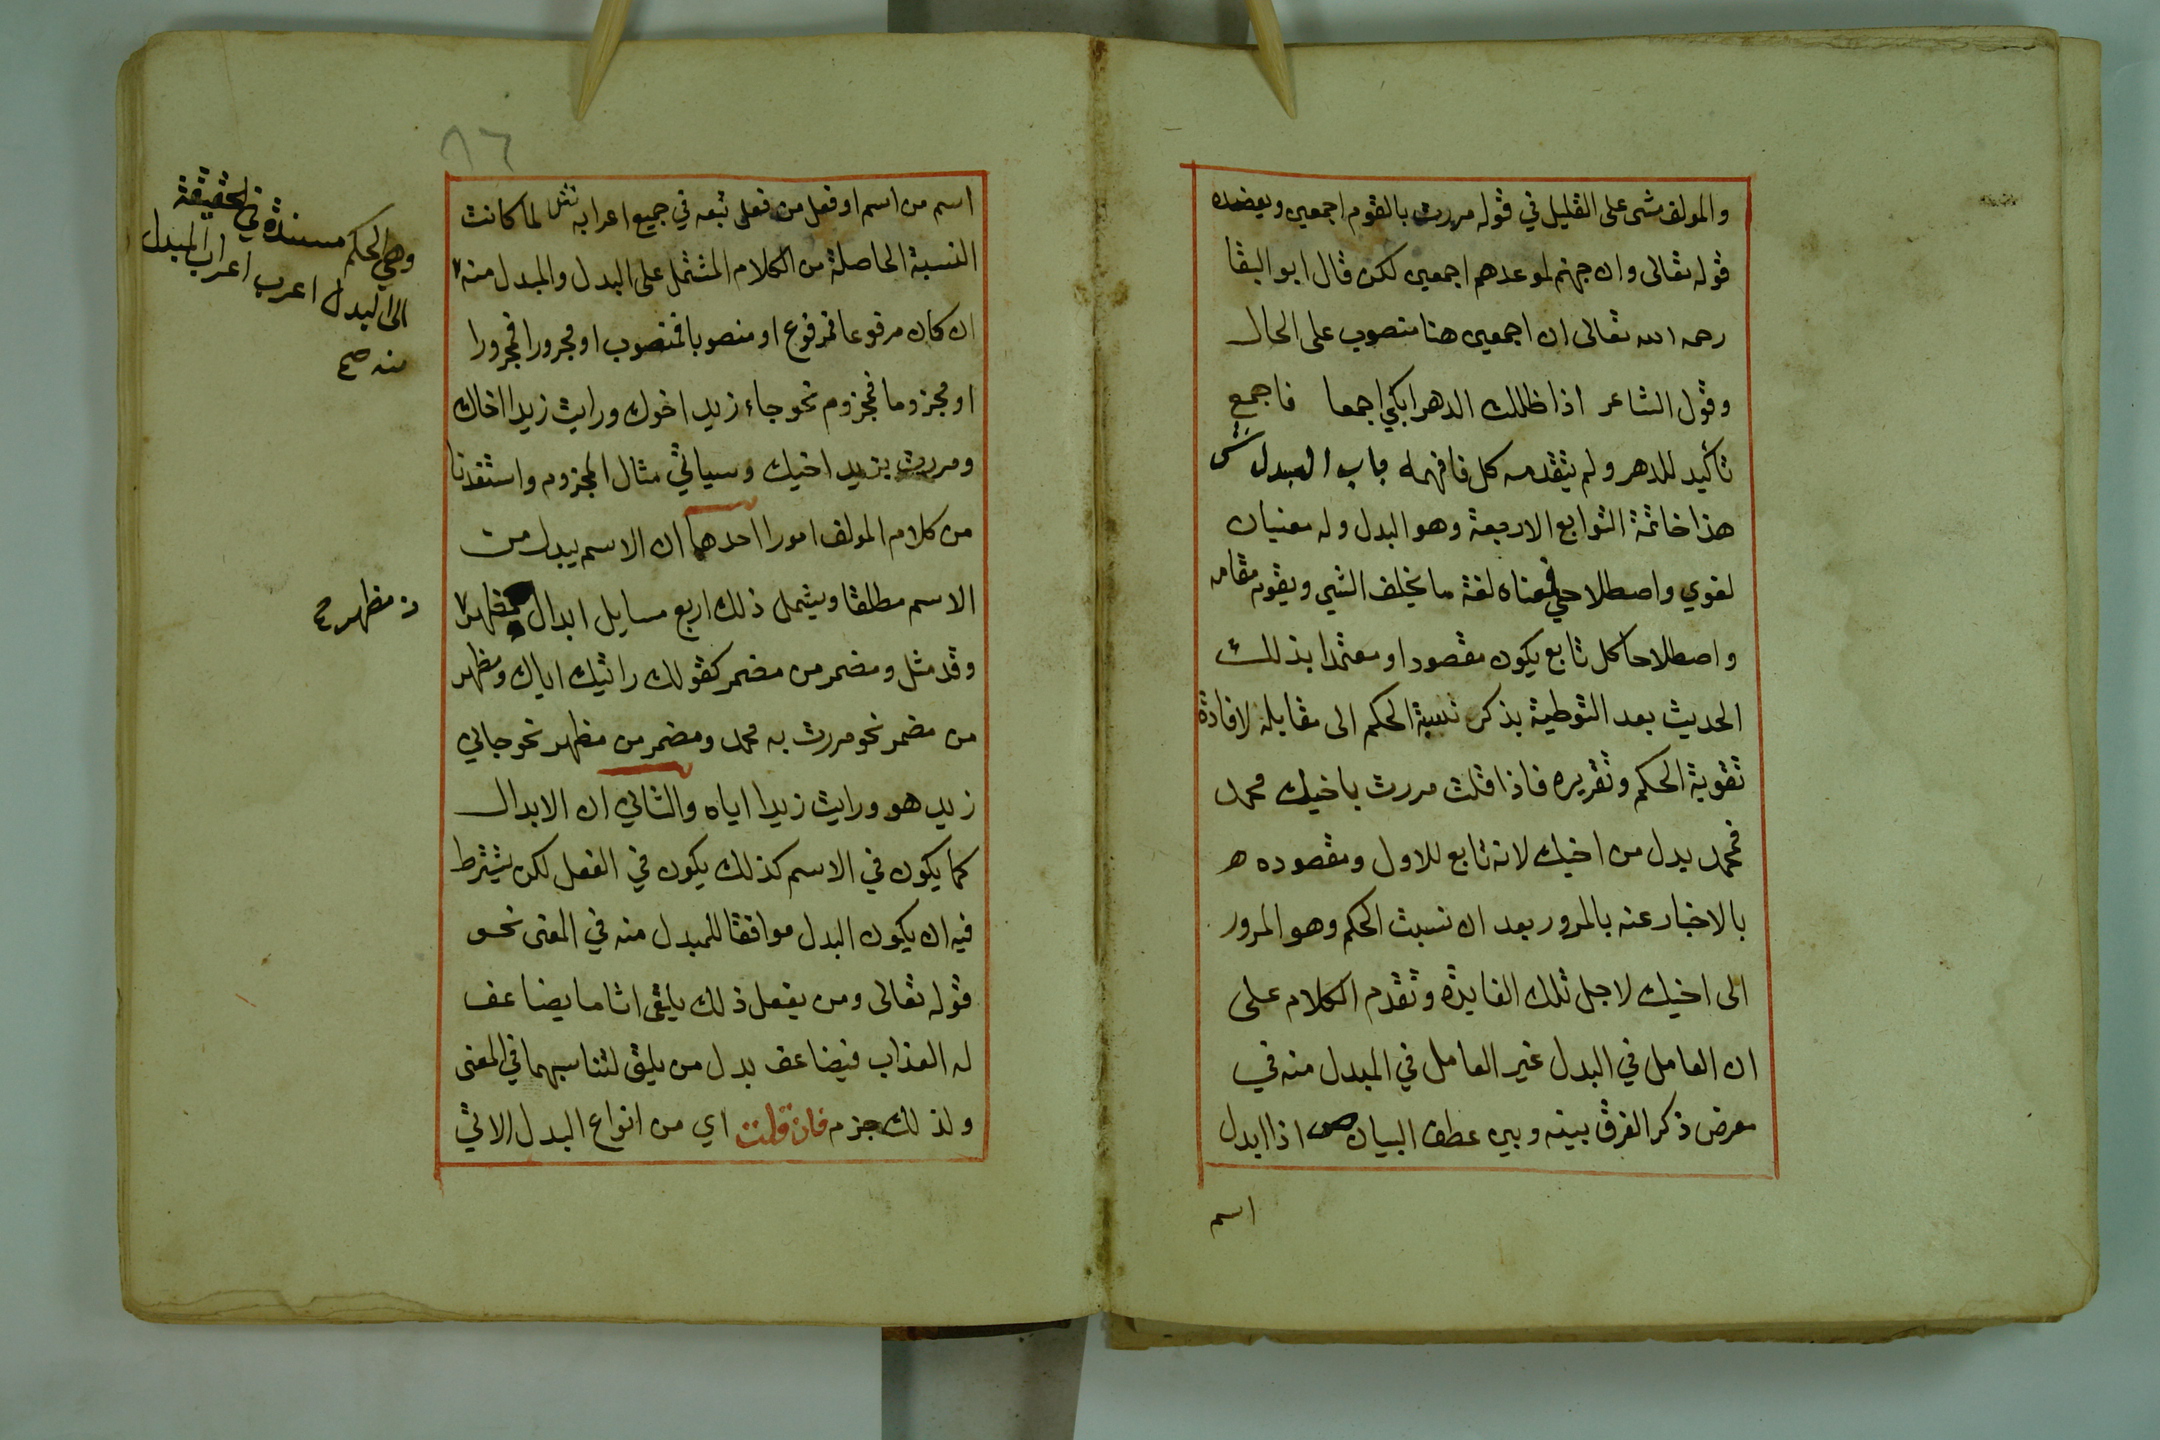 والمولف مشى على القليل في قوله مررت بالقوم اجمعين ويعضده
قوله تعالى وان جهنم لموعدهم اجمعين لكن قال ابو البقا
رحمه الله تعالى ان اجمعين هنا منصوب على الحال
وقول الشاعر اذا ظللت الدهر ابكي اجمعا فاجمع
تأكيد للدهر ولم يتقدمه كل فافهمه باب البدل ش
هذا خاتمة التوابع الاربعة وهو البدل وله معنيان
لغوي واصطلاحي فمعناه لغة ما يخلف الشي ويقوم مقامه
واصطلاحا كل تابع يكون مقصودا ومعتمدا بذلك
الحديث بعد التوطية بذكر نسبة الحكم الى مقابله لافادة
تقوية الحكم وتقريره فاذا قلت مررت باخيك محمد
فمحمد بدل من اخيك لانه تابع للاول ومقصوده
بالاخبار عنه بالمرور بعد ان نسبت الحكم وهو المرور
الى اخيك لاجل تلك الفايدة وتقدم الكلام على
ان العامل في البدل غير العامل في المبدل منه في
معرض ذكر الفرق بينه وبين عطف البيان ص اذا ابدل
اسم
٨٦
اسم من اسم او فعل من فعل تبعه في جميع اعرابه ش لما كانت
النسبة الحاصلة من الكلام المشتمل على البدل والمبدل منه ٧
ان كان مرفوعا فمرفوع او منصوبا فمنصوب او مجرورا فمجرورا
او مجزوما فمجزوم نحو جاء زيد اخوك ورايت زيدا اخاك
ومررت بزيد اخيك وسياتي مثال المجزوم واستفدنا
من كلام المولف امورا احدها ان الاسم يبدل من
الاسم مطلقا ويشمل ذلك اربع مسايل ابدال مظهر ٧
وقد مثل ومضمر من مضمر كقولك راتيك اياك ومظهر
من مضمر نحو مررت به محمد ومضمر من مظهر نحو جاني
زيد هو ورايت زيدا اياه والثاني ان الابدال
كما يكون في الاسم كذلك يكون في الفعل لكن يشترط
فيه ان يكون البدل موافقا للمبدل منه في المعنى نحو
قوله تعالى ومن يفعل ذلك يلقى اثاما يضاعف
له العذاب فيضاعف بدل من يلق لتناسبهما في المعنى
ولذلك جزم فان قلت اي من انواع البدل الاتي
وهي الحكم مسندة في الحقيقة
الى البدل اعرب اعراب المبدل
منه صح
من مظهر صح